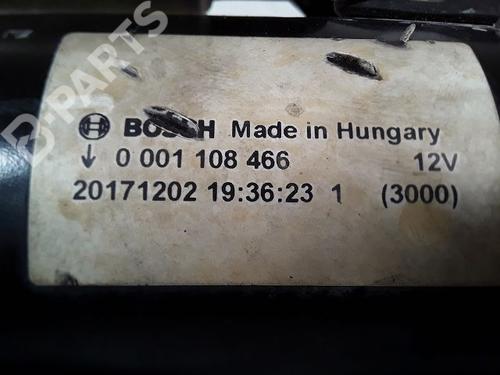 B-PARTS
BOSCH Made in Hungary
↓ 0 001 108 466 12V
20171202 19:36:23 1 (3000)